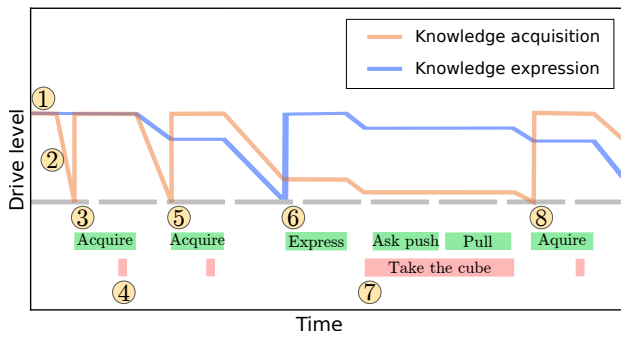 Knowledge acquisition
Knowledge expression
Drive level
1
2
3
5
6
8
Acquire
Acquire
Express
Ask push
Pull
Aquire
Take the cube
4
7
Time